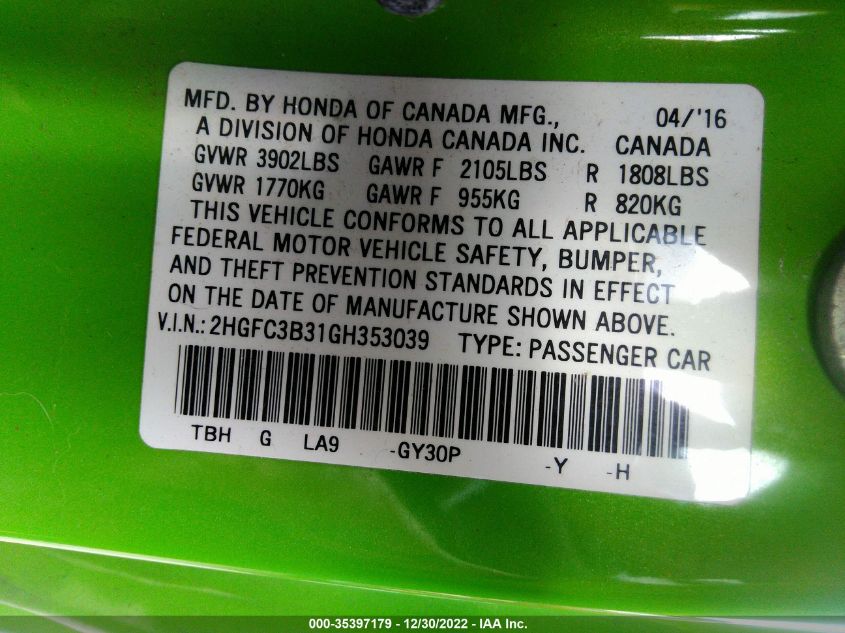 MFD. BY HONDA OF CANADA MFG., 04/'16
A DIVISION OF HONDA CANADA INC. CANADA
GVWR 3902LBS GAWR F 2105LBS R 1808LBS
GVWR 1770KG GAWR F 955KG R 820KG
THIS VEHICLE CONFORMS TO ALL APPLICABLE
FEDERAL MOTOR VEHICLE SAFETY, BUMPER,
AND THEFT PREVENTION STANDARDS IN EFFECT
ON THE DATE OF MANUFACTURE SHOWN ABOVE.
V.I.N.: 2HGFC3B31GH353039 TYPE: PASSENGER CAR
TBH G LA9 -GY30P -Y -H
000-35397179 - 12/30/2022 - IAA Inc.